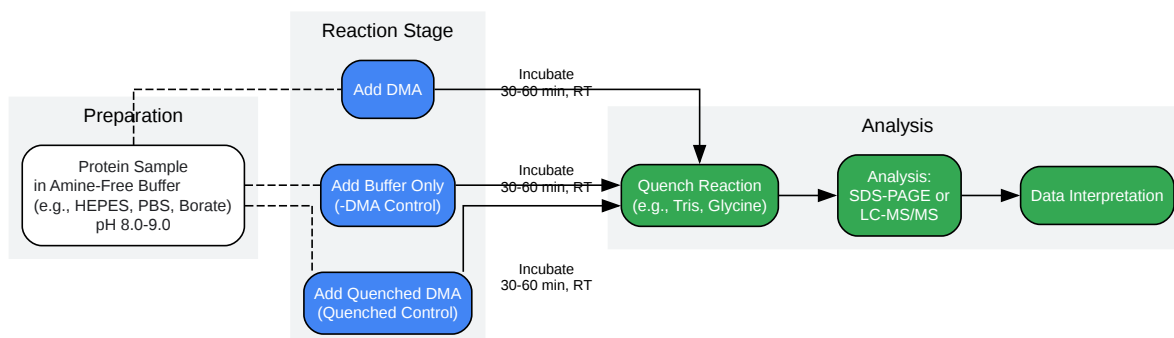 Reaction Stage
Add DMA
Incubate
30-60 min, RT
Preparation
Analysis
Protein Sample
in Amine-Free Buffer
(e.g., HEPES, PBS, Borate)
pH 8.0-9.0
Add Buffer Only
(-DMA Control)
Incubate
30-60 min, RT
Quench Reaction
(e.g., Tris, Glycine)
Analysis:
SDS-PAGE or
LC-MS/MS
Data Interpretation
Add Quenched DMA
(Quenched Control)
Incubate
30-60 min, RT